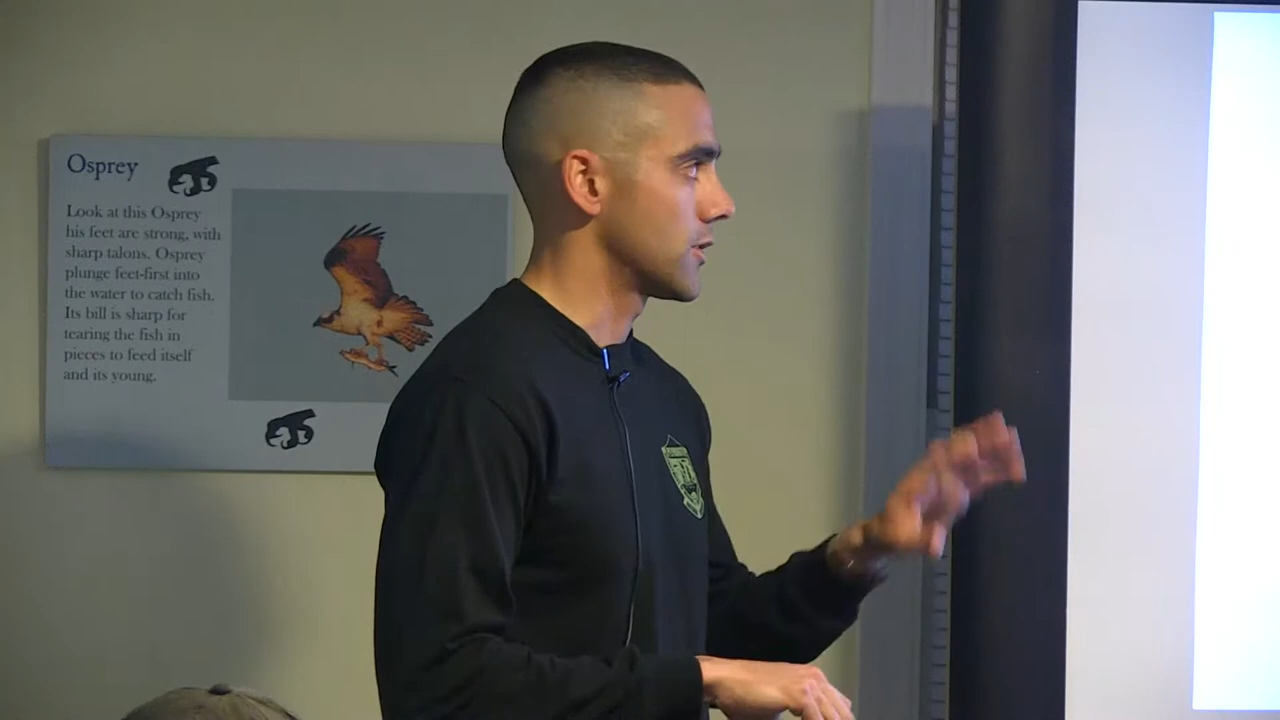 Osprey
Look at this Osprey
his feet are strong, with
sharp talons. Osprey
plunge feet-first into
the water to catch fish.
Its bill is sharp for
tearing the fish in
pieces to feed itself
and its young.